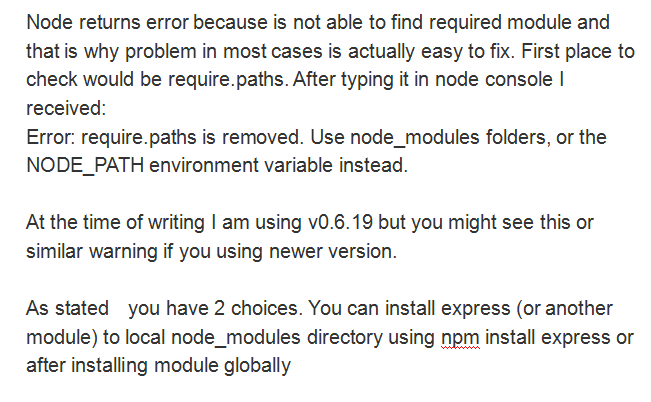 Node returns error because is not able to find required module and
that is why problem in most cases is actually easy to fix. First place to
check would be require.paths. After typing it in node console I
received:
Error: require.paths is removed. Use node_modules folders, or the
NODE_PATH environment variable instead.
At the time of writing I am using v0.6.19 but you might see this or
similar warning if you using newer version.
As stated you have 2 choices. You can install express (or another
module) to local node_modules directory using npm install express or
after installing module globally